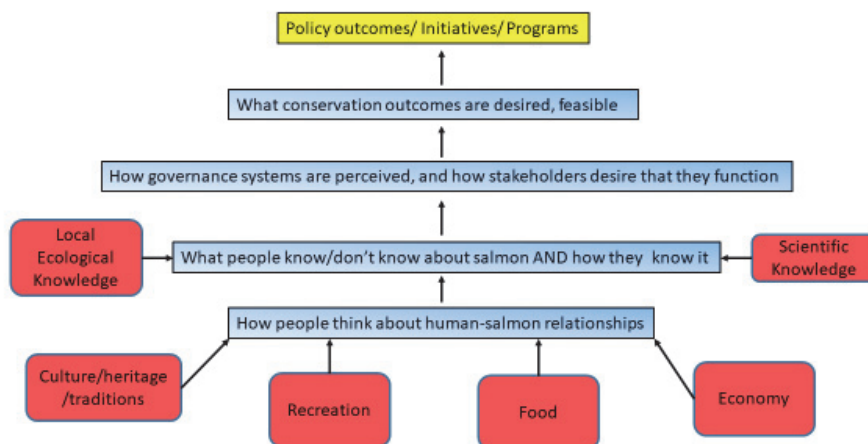 Policy outcomes/ Initiatives/ Programs
What conservation outcomes are desired, feasible
How governance systems are perceived, and how stakeholders desire that they function
Local
Ecological
Knowledge
What people know/don't know about salmon AND how they know it
Scientific
Knowledge
How people think about human-salmon relationships
Culture/heritage
/traditions
Recreation
Food
Economy